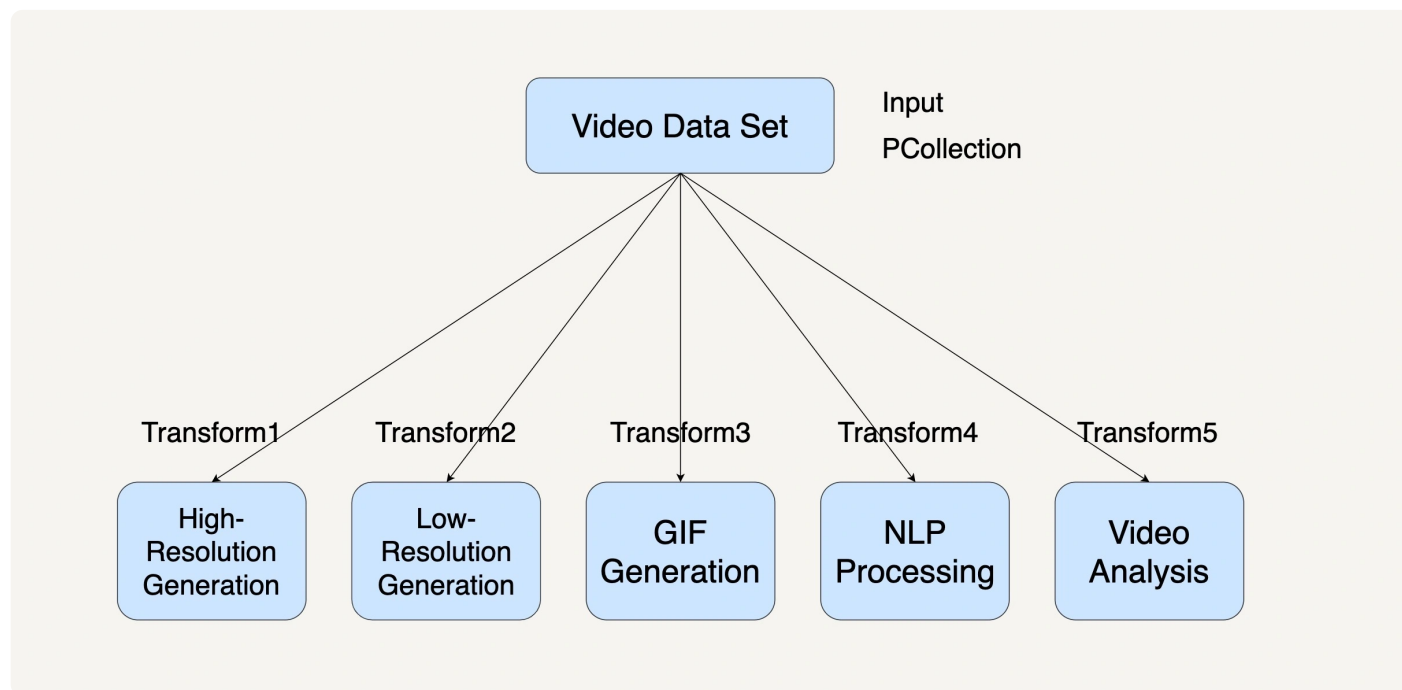 Video Data Set
Input
PCollection
Transform1
Transform2
Transform3
Transform4
Transform5
High-
Resolution
Generation
Low-
Resolution
Generation
GIF
Generation
NLP
Processing
Video
Analysis